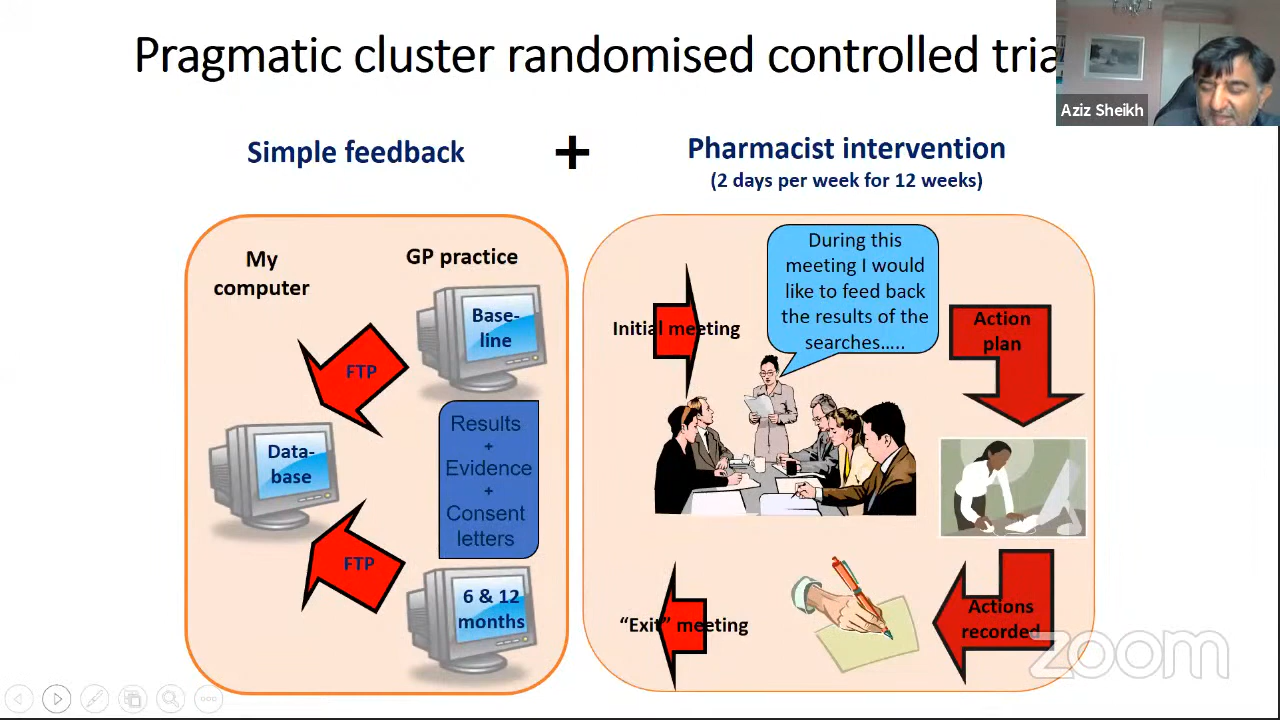 Pragmatic cluster randomised controlled tria
Aziz Sheikh
Simple feedback
+
Pharmacist intervention
(2 days per week for 12 weeks)
My
computer
GP practice
Base-
line
FTP
Results
+
Evidence
+
Consent
letters
Data-
base
FTP
6 & 12
months
Initial meeting
During this
meeting I would
like to feed back
the results of the
searches…..
Action
plan
Actions
recorded
“Exit” meeting
zoom